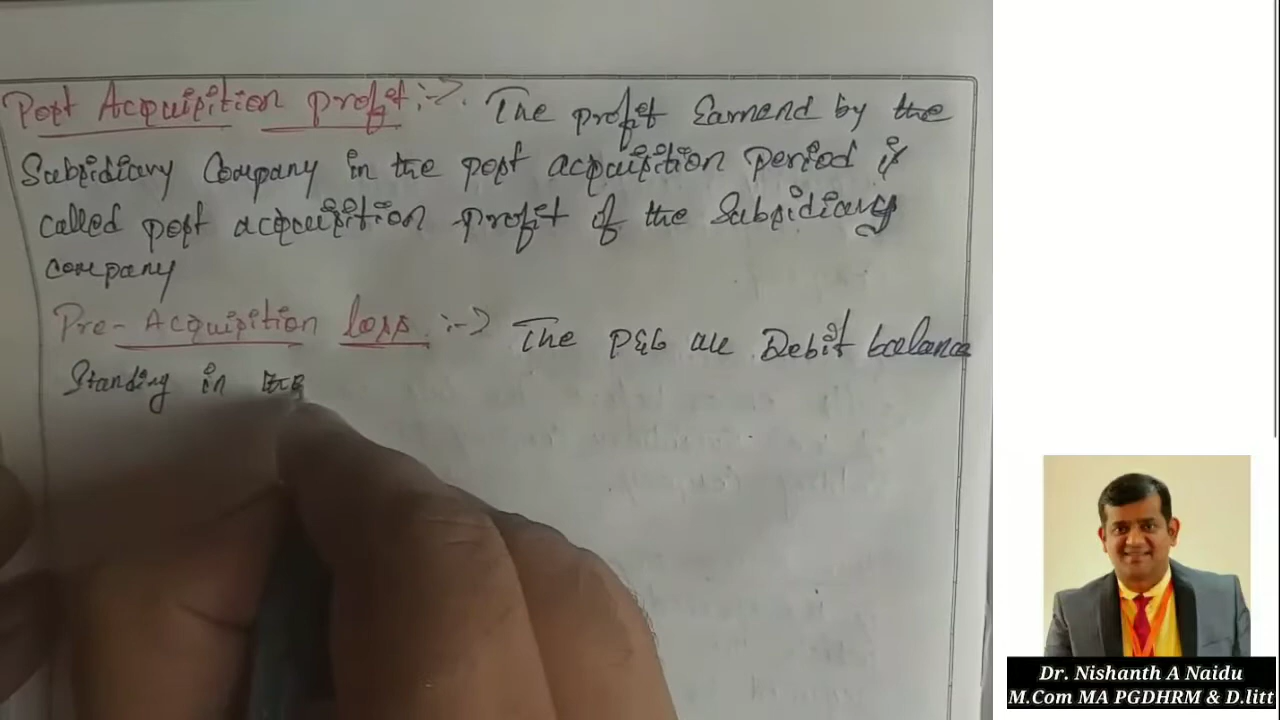 Post Acquisition profit :->. The profit Earnend by the
Subsidiary Company in the post acquisition period is
called post acquisition profit of the Subsidiary
company
Pre-Acquisition loss :-> The P&L a/c Debit balance
Standing in the
Dr. Nishanth A Naidu
M.Com MA PGDHRM & D.litt